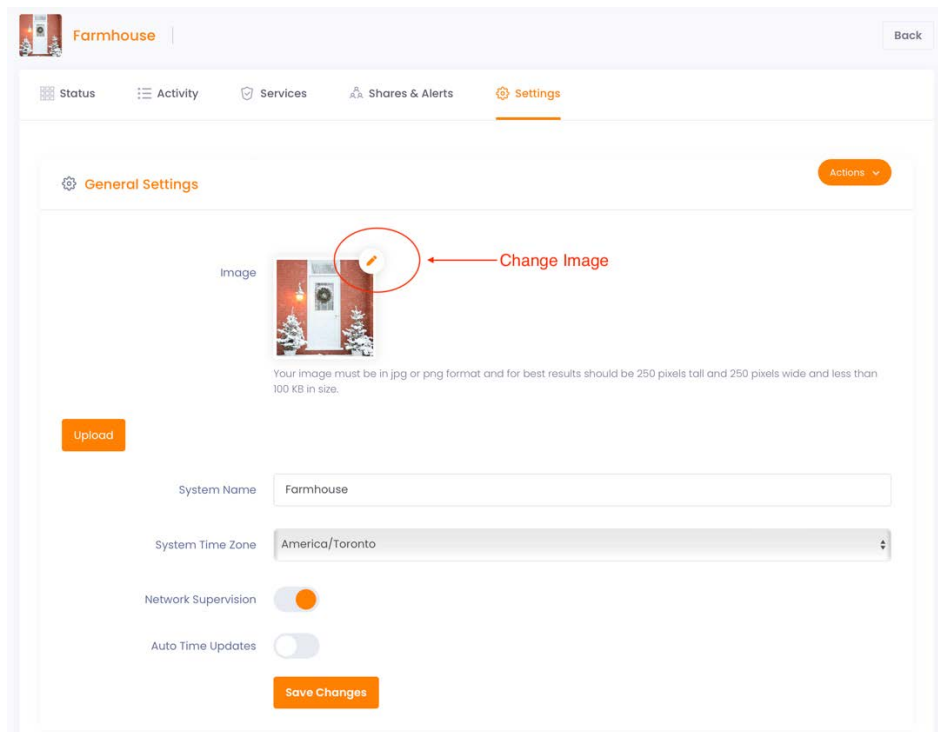 Farmhouse
Back
Status
Activity
Services
Shares & Alerts
Settings
General Settings
Actions
Image
Change Image
Your image must be in jpg or png format and for best results should be 250 pixels tall and 250 pixels wide and less than
100 KB in size.
Upload
System Name
Farmhouse
System Time Zone
America/Toronto
Network Supervision
Auto Time Updates
Save Changes